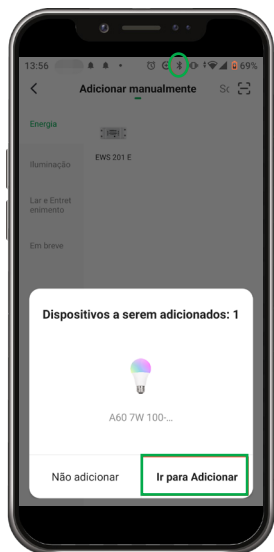 13:56 69%
Adicionar manualmente
Energia
EWS 201 E
Iluminação
Lar e Entret
enimento
Em breve
Dispositivos a serem adicionados: 1
A60 7W 100-...
Não adicionar Ir para Adicionar